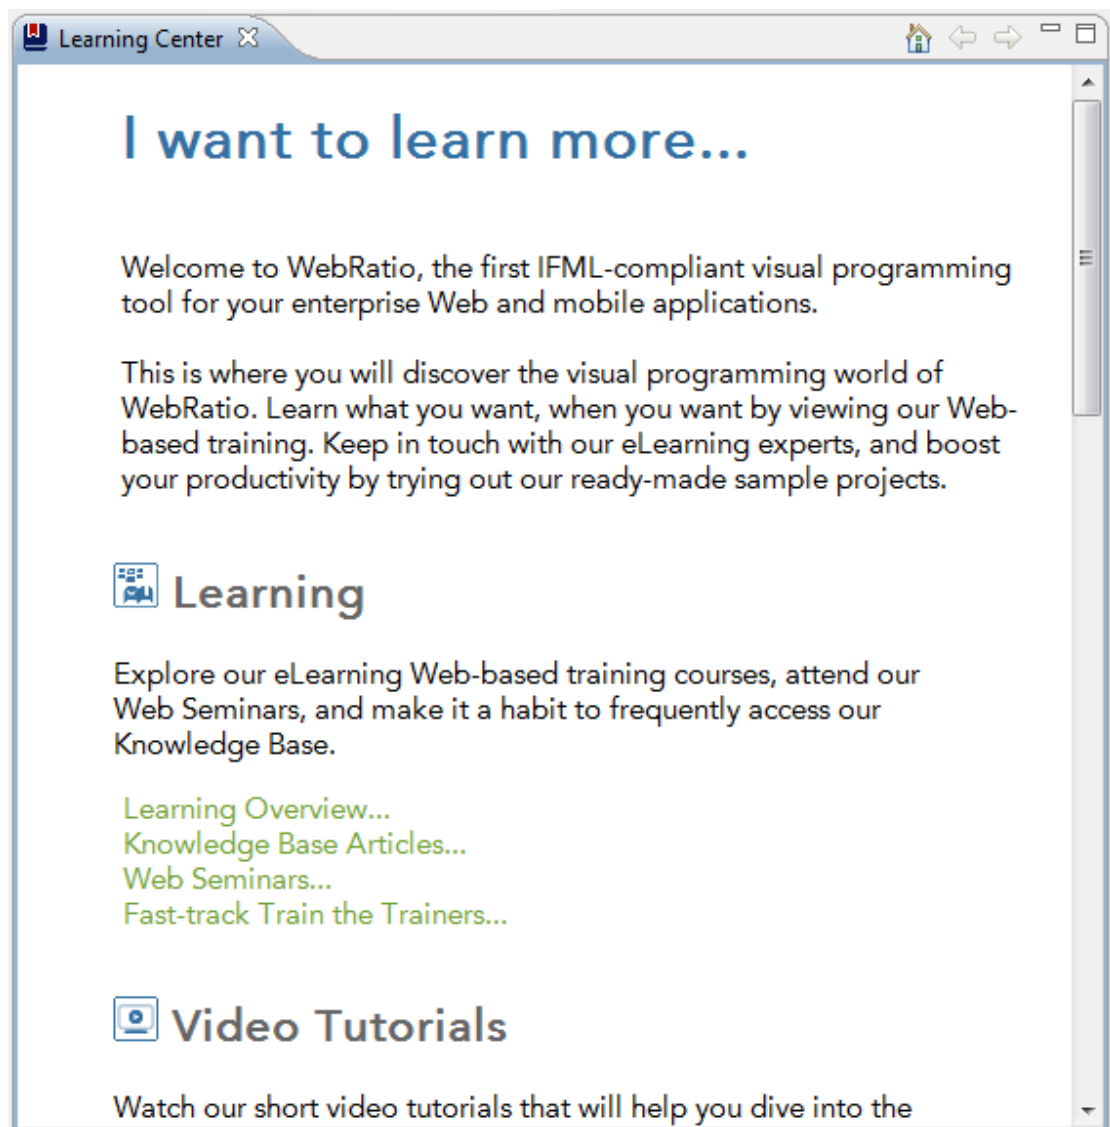 Learning Center
I want to learn more...
Welcome to WebRatio, the first IFML-compliant visual programming
tool for your enterprise Web and mobile applications.
This is where you will discover the visual programming world of
WebRatio. Learn what you want, when you want by viewing our Web-
based training. Keep in touch with our eLearning experts, and boost
your productivity by trying out our ready-made sample projects.
Learning
Explore our eLearning Web-based training courses, attend our
Web Seminars, and make it a habit to frequently access our
Knowledge Base.
Learning Overview...
Knowledge Base Articles...
Web Seminars...
Fast-track Train the Trainers...
Video Tutorials
Watch our short video tutorials that will help you dive into the